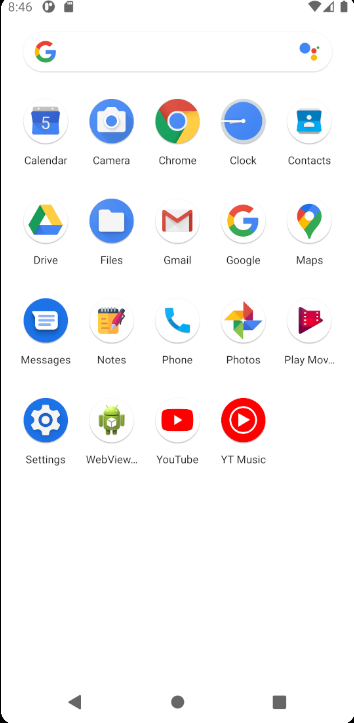 8:46
Calendar Camera Chrome Clock Contacts
Drive Files Gmail Google Maps
Messages Notes Phone Photos Play Mov...
Settings WebView... YouTube YT Music